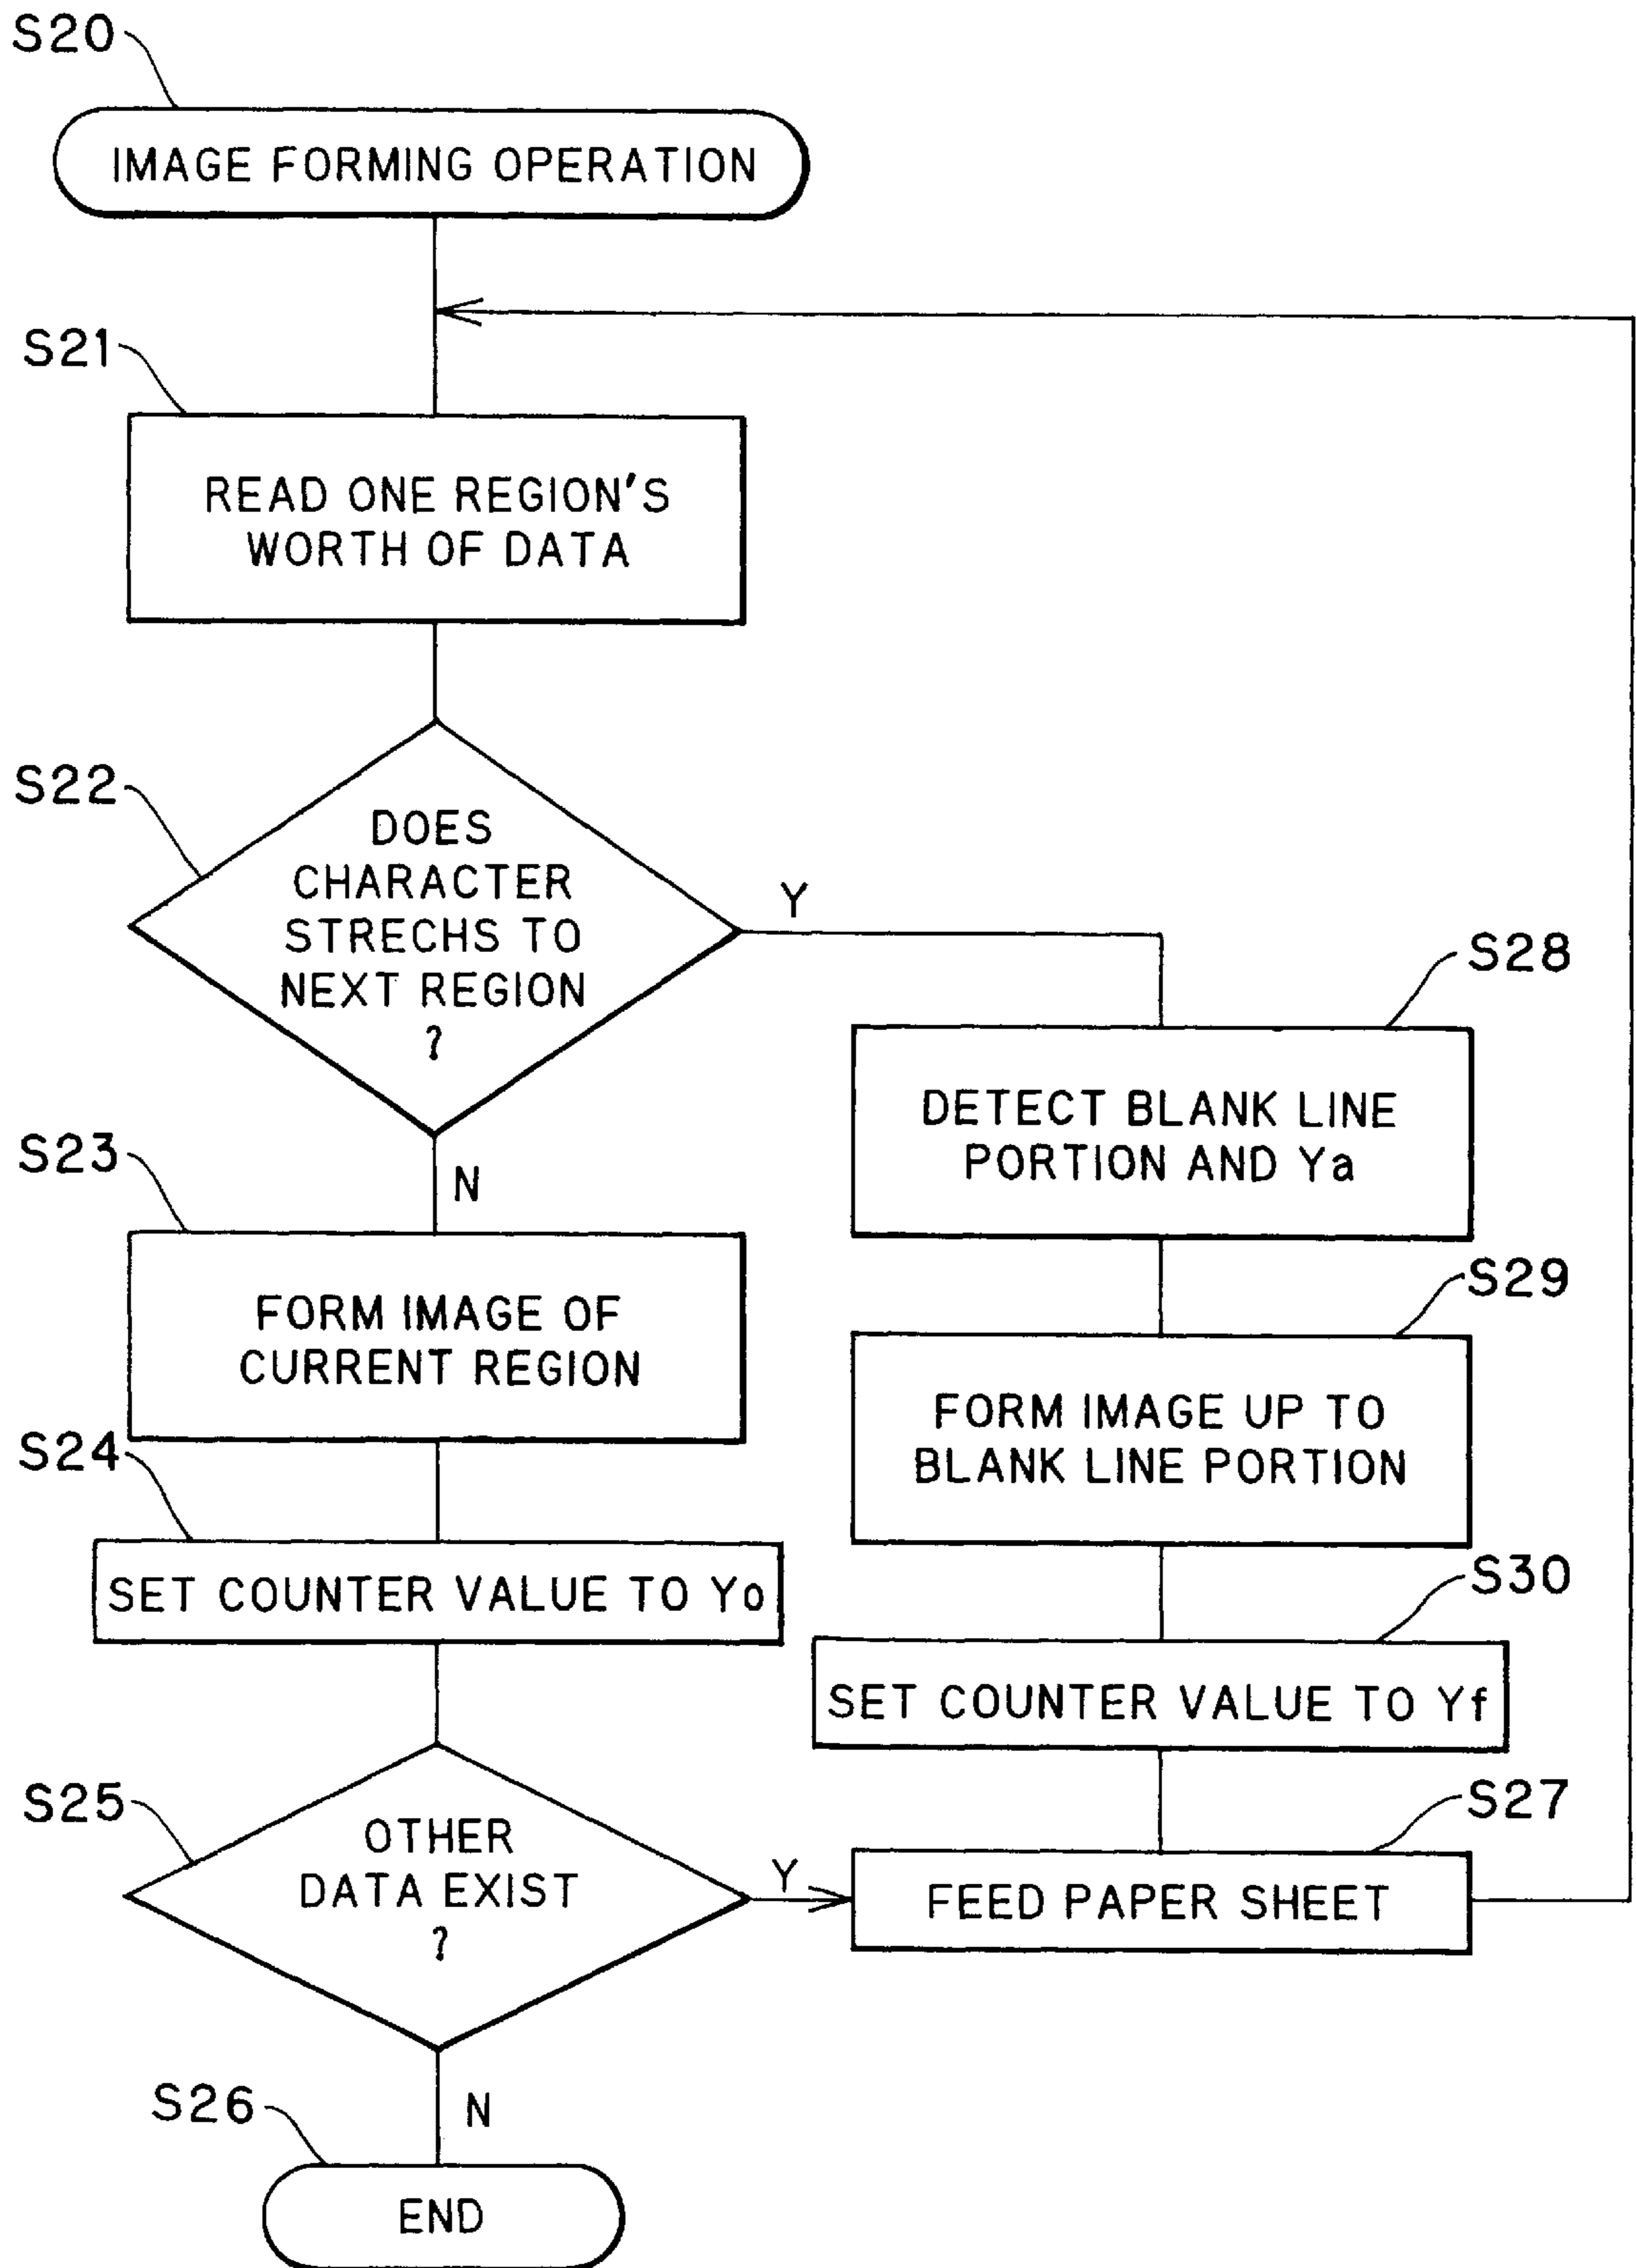 S20
IMAGE FORMING OPERATION
S21
READ ONE REGION'S
WORTH OF DATA
S22
DOES
CHARACTER
STRECHS TO
NEXT REGION
?
Y
N
S23
FORM IMAGE OF
CURRENT REGION
S24
SET COUNTER VALUE TO Yo
S25
OTHER
DATA EXIST
?
Y
N
S26
END
S28
DETECT BLANK LINE
PORTION AND Ya
S29
FORM IMAGE UP TO
BLANK LINE PORTION
S30
SET COUNTER VALUE TO Yf
S27
FEED PAPER SHEET